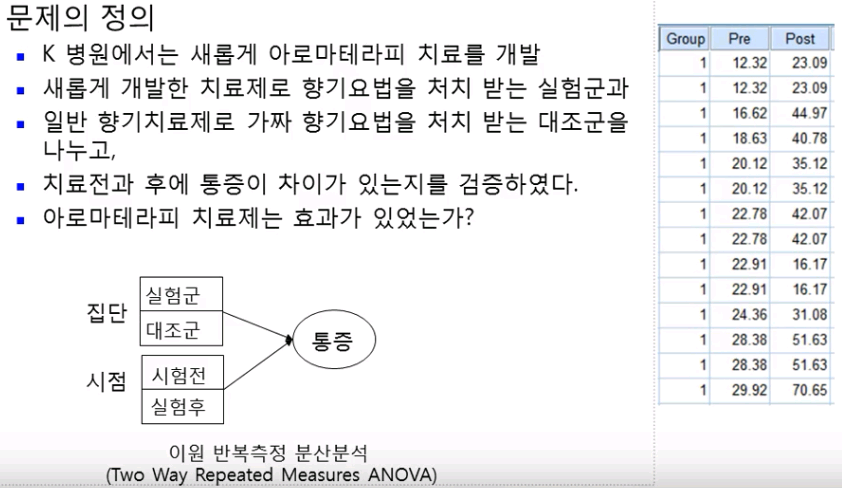 문제의 정의
K 병원에서는 새롭게 아로마테라피 치료를 개발
새롭게 개발한 치료제로 향기요법을 처치 받는 실험군과
일반 향기치료제로 가짜 향기요법을 처치 받는 대조군을
나누고,
치료전과 후에 통증이 차이가 있는지를 검증하였다.
아로마테라피 치료제는 효과가 있었는가?
집단
실험군
대조군
시점
시험전
실험후
통증
이원 반복측정 분산분석
(Two Way Repeated Measures ANOVA)
Group Pre Post
1 12.32 23.09
1 12.32 23.09
1 16.62 44.97
1 18.63 40.78
1 20.12 35.12
1 20.12 35.12
1 22.78 42.07
1 22.78 42.07
1 22.91 16.17
1 22.91 16.17
1 24.36 31.08
1 28.38 51.63
1 28.38 51.63
1 29.92 70.65